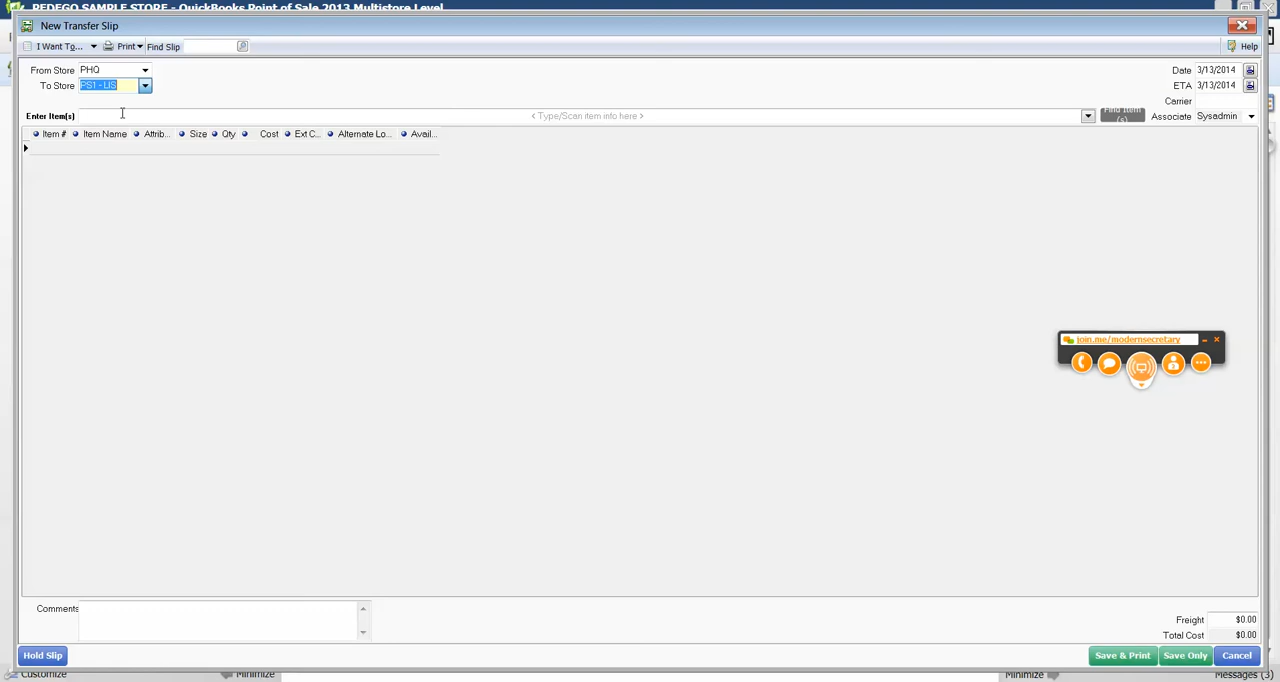 REDEGO SAMPLE STORE - QuickBooks Point of Sale 2013 Multistore Level
New Transfer Slip
I Want To... Print Find Slip Help
From Store PHQ Date 3/13/2014
To Store PS1 - LIS ETA 3/13/2014
Carrier
Enter Item(s) < Type/Scan item info here > Find Item(s) Associate Sysadmin
Item # Item Name Attrib... Size Qty Cost Ext C... Alternate Lo... Avail...
join.me/modernsecretary
Comments
Freight $0.00
Total Cost $0.00
Hold Slip Save & Print Save Only Cancel
Customize Minimize Minimize Messages (3)